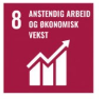 8 ANSTENDIG ARBEID
OG ØKONOMISK
VEKST